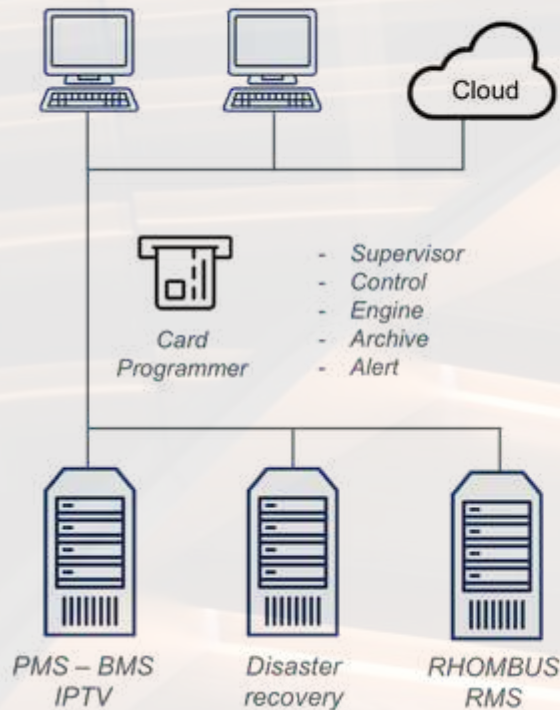 Cloud
- Supervisor
- Control
- Engine
- Archive
- Alert
Card
Programmer
PMS – BMS
IPTV
Disaster
recovery
RHOMBUS
RMS